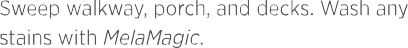 Sweep walkway, porch, and decks. Wash any
stains with MelaMagic.